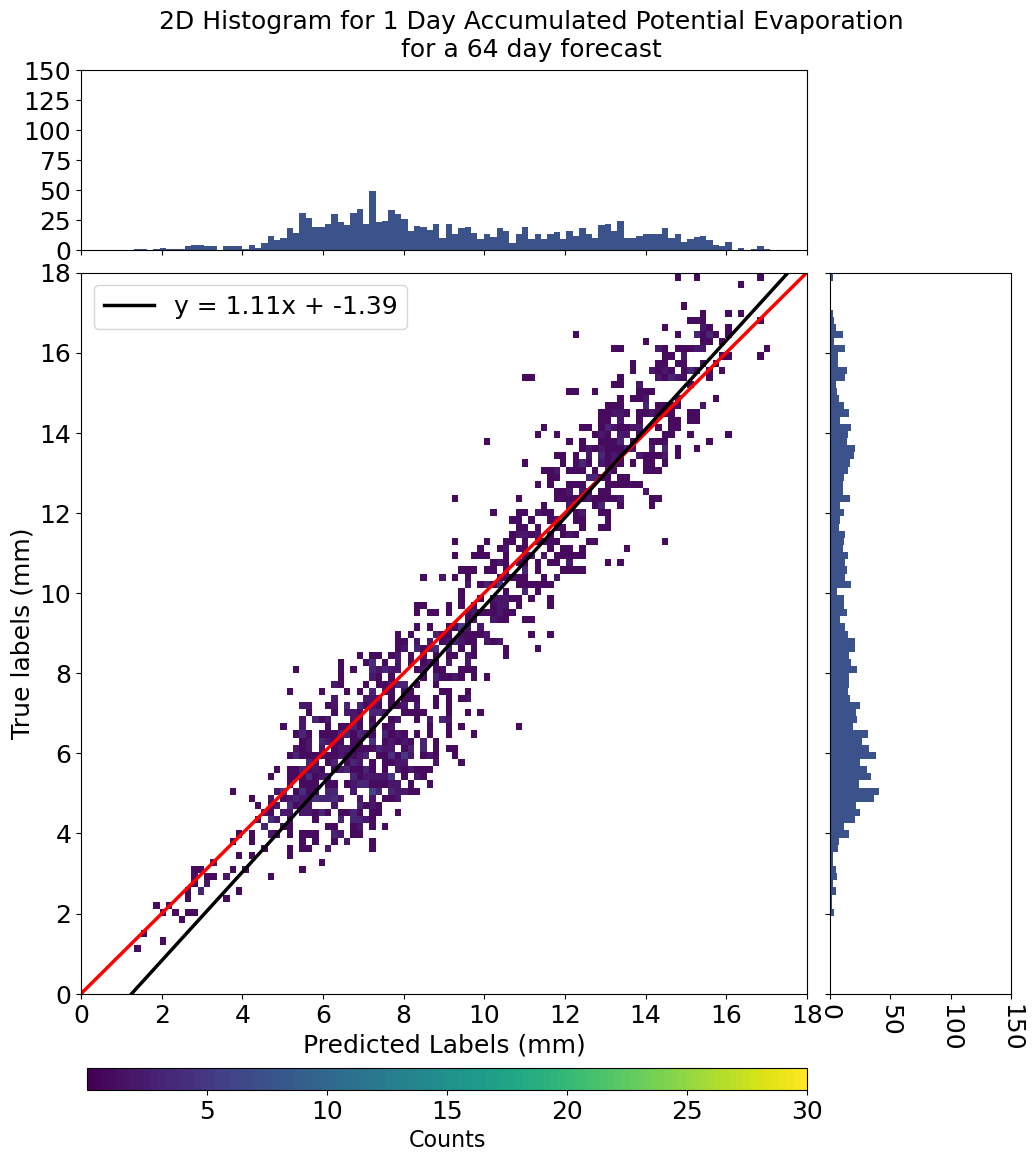 2D Histogram for 1 Day Accumulated Potential Evaporation
for a 64 day forecast
150
125
100
75
50
25
0
18
16
14
12
10
8
6
4
2
0
True labels (mm)
y = 1.11x + -1.39
0 2 4 6 8 10 12 14 16 18
Predicted Labels (mm)
0 50 100 150
5 10 15 20 25 30
Counts